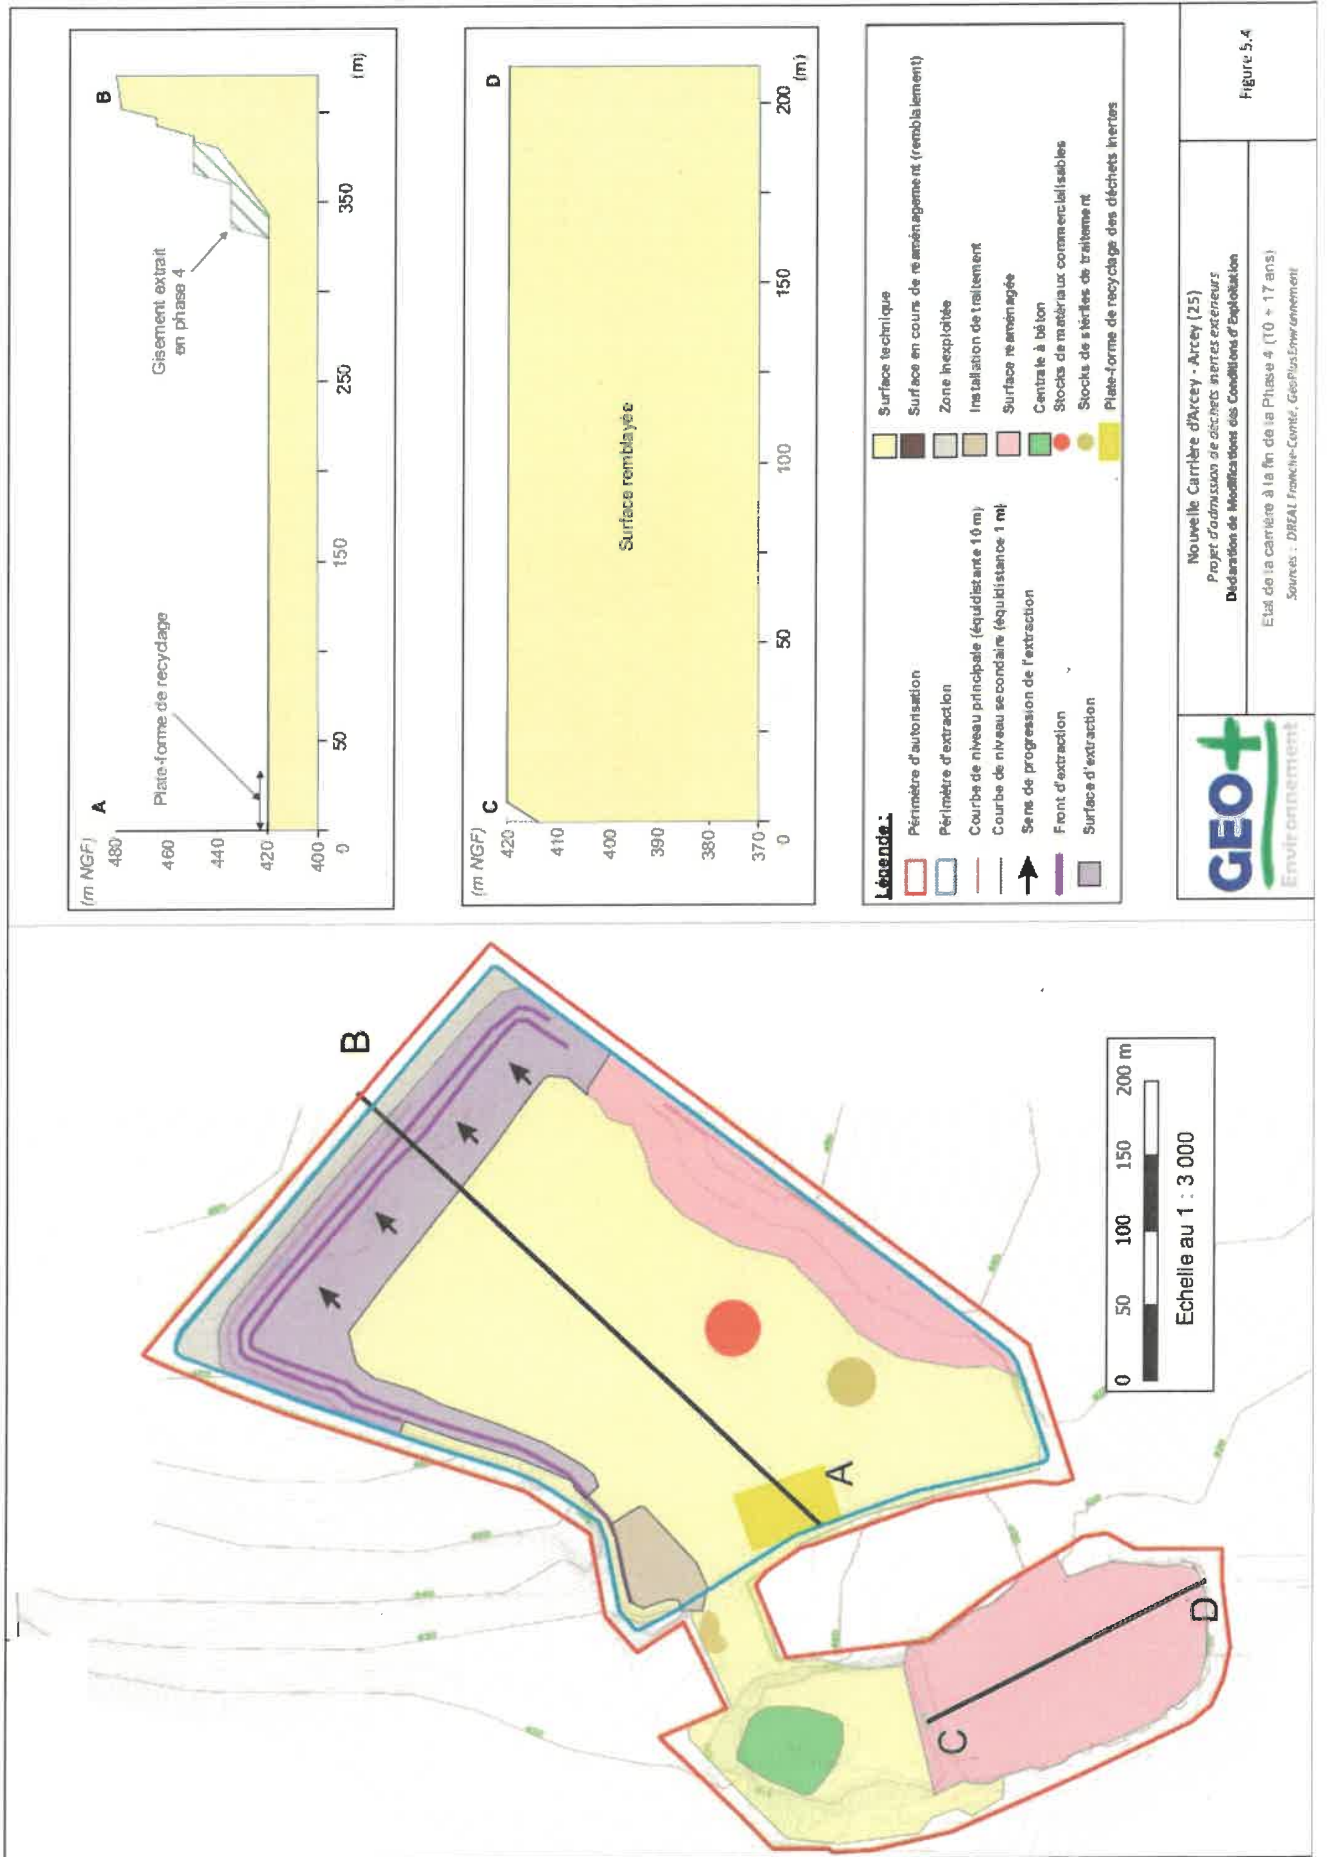 (m NGF)
A
B
480
460
440
420
400
0
50
150
250
350
(m)
Plate-forme de recyclage
Gisement extrait
en phase 4
(m NGF)
C
D
420
410
400
390
380
370
0
50
100
150
200
(m)
Surface remblayée
Légende :
Périmètre d'autorisation
Périmètre d'extraction
Courbe de niveau principale (équidistante 10 m)
Courbe de niveau secondaire (équidistance 1 m)
Sens de progression de l'extraction
Front d'extraction
Surface d'extraction
Surface technique
Surface en cours de réaménagement (remblaiement)
Zone inexploitée
Installation de traitement
Surface réaménagée
Centrale à béton
Stocks de matériaux commercialisables
Stocks de stériles de traitement
Plate-forme de recyclage des déchets inertes
GEO+
Environnement
Nouvelle Carrière d'Arcey - Arcey (25)
Projet d'admission de déchets inertes extérieurs
Déclaration de Modifications des Conditions d'Exploitation
Etat de la carrière à la fin de la Phase 4 (10 + 17 ans)
Sources : DREAL Franche-Comté, GéoPlusEnvironnement
Figure 5.4
B
A
C
D
0 50 100 150 200 m
Echelle au 1 : 3 000